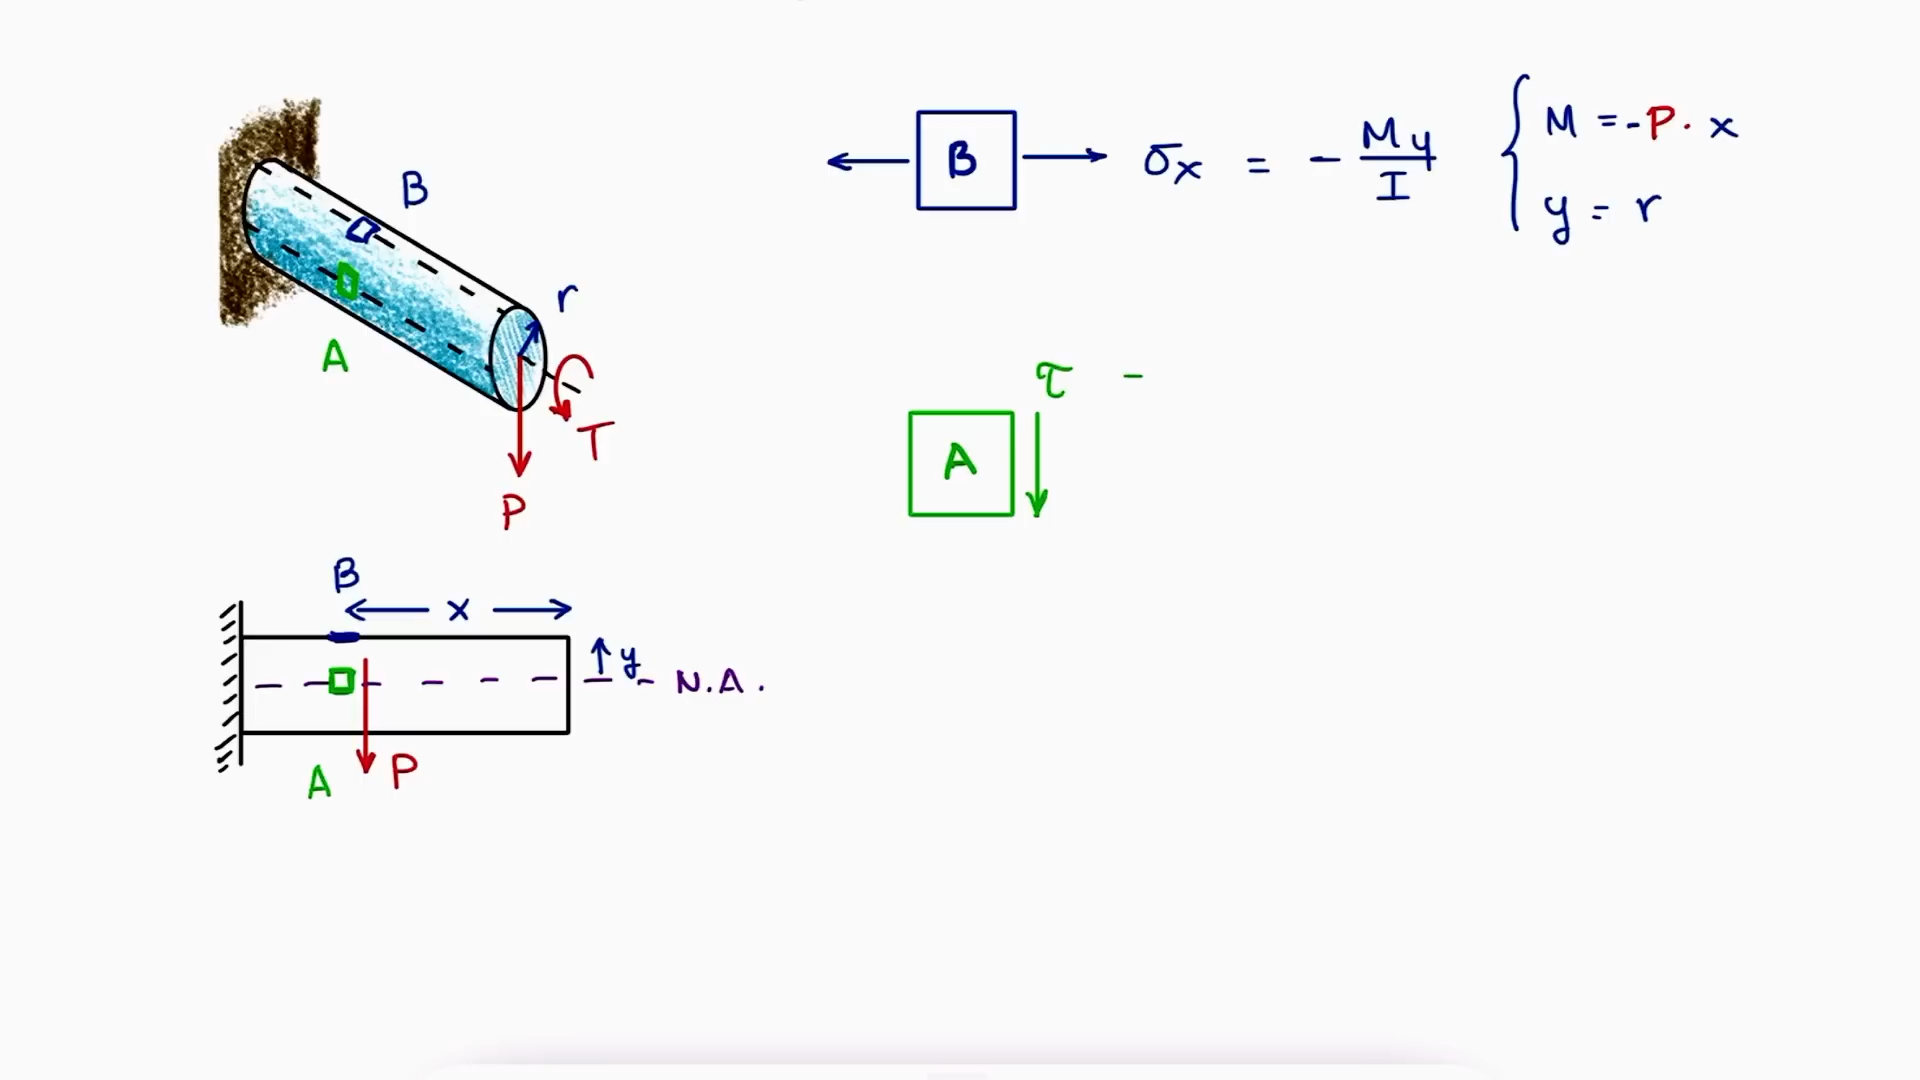 B
r
A
T
P
B
x
y
N.A.
A
P
B
σx = - My/I { M = -P. x
y = r
τ -
A